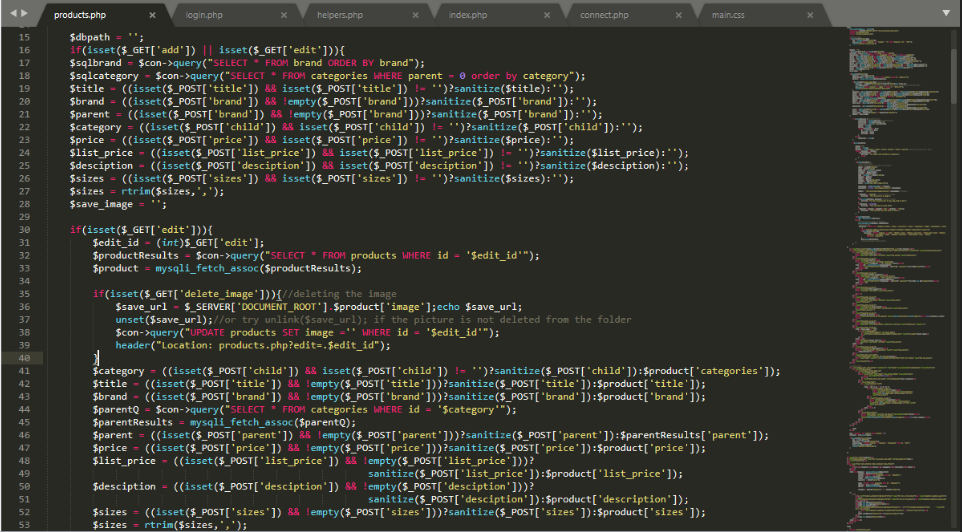 products.php × login.php × helpers.php × index.php × connect.php × main.css ×
15 $dbpath = '';
16 if(isset($_GET['add']) || isset($_GET['edit'])){
17 $sqlbrand = $con->query("SELECT * FROM brand ORDER BY brand");
18 $sqlcategory = $con->query("SELECT * FROM categories WHERE parent = 0 order by category");
19 $title = ((isset($_POST['title']) && isset($_POST['title']) != '')?sanitize($title):'');
20 $brand = ((isset($_POST['brand']) && !empty($_POST['brand']))?sanitize($_POST['brand']):'');
21 $parent = ((isset($_POST['brand']) && !empty($_POST['brand']))?sanitize($_POST['brand']):'');
22 $category = ((isset($_POST['child']) && isset($_POST['child']) != '')?sanitize($_POST['child']):'');
23 $price = ((isset($_POST['price']) && isset($_POST['price']) != '')?sanitize($price):'');
24 $list_price = ((isset($_POST['list_price']) && isset($_POST['list_price']) != '')?sanitize($list_price):'');
25 $desciption = ((isset($_POST['desciption']) && isset($_POST['desciption']) != '')?sanitize($desciption):'');
26 $sizes = ((isset($_POST['sizes']) && isset($_POST['sizes']) != '')?sanitize($sizes):'');
27 $sizes = rtrim($sizes,',');
28 $save_image = '';
29
30 if(isset($_GET['edit'])){
31 $edit_id = (int)$_GET['edit'];
32 $productResults = $con->query("SELECT * FROM products WHERE id = '$edit_id'");
33 $product = mysqli_fetch_assoc($productResults);
34
35 if(isset($_GET['delete_image'])){//deleting the image
36 $save_url = $_SERVER['DOCUMENT_ROOT'].$product['image'];echo $save_url;
37 unset($save_url);//or try unlink($save_url); if the picture is not deleted from the folder
38 $con->query("UPDATE products SET image ='' WHERE id = '$edit_id'");
39 header("Location: products.php?edit=.$edit_id");
40 }
41 $category = ((isset($_POST['child']) && isset($_POST['child']) != '')?sanitize($_POST['child']):$product['categories']);
42 $title = ((isset($_POST['title']) && !empty($_POST['title']))?sanitize($_POST['title']):$product['title']);
43 $brand = ((isset($_POST['brand']) && !empty($_POST['brand']))?sanitize($_POST['brand']):$product['brand']);
44 $parentQ = $con->query("SELECT * FROM categories WHERE id = '$category'");
45 $parentResults = mysqli_fetch_assoc($parentQ);
46 $parent = ((isset($_POST['parent']) && !empty($_POST['parent']))?sanitize($_POST['parent']):$parentResults['parent']);
47 $price = ((isset($_POST['price']) && !empty($_POST['price']))?sanitize($_POST['price']):$product['price']);
48 $list_price = ((isset($_POST['list_price']) && !empty($_POST['list_price']))?
49 sanitize($_POST['list_price']):$product['list_price']);
50 $desciption = ((isset($_POST['desciption']) && !empty($_POST['desciption']))?
51 sanitize($_POST['desciption']):$product['description']);
52 $sizes = ((isset($_POST['sizes']) && !empty($_POST['sizes']))?sanitize($_POST['sizes']):$product['sizes']);
53 $sizes = rtrim($sizes,',');